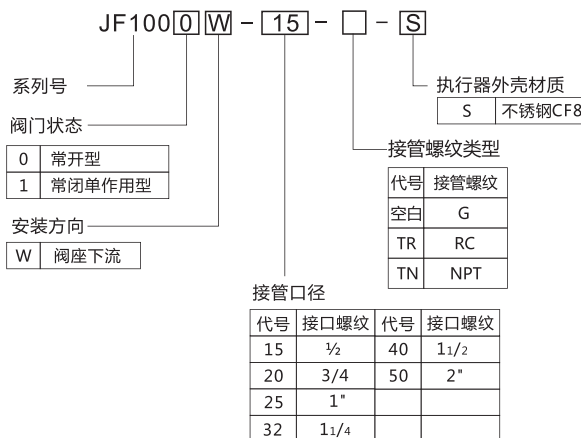 JF100 0 W - 15 - □ - S
系列号
执行器外壳材质
S 不锈钢CF8
阀门状态
0 常开型
1 常闭单作用型
接管螺纹类型
代号 接管螺纹
空白 G
TR RC
TN NPT
安装方向
W 阀座下流
接管口径
代号 接口螺纹 代号 接口螺纹
15 ½ 40 11/2
20 3/4 50 2"
25 1"
32 11/4